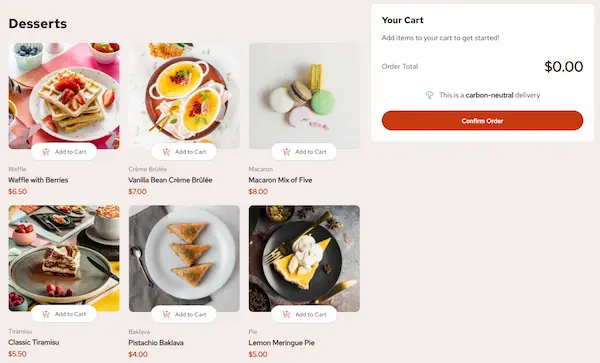 Desserts
Add to Cart
Add to Cart
Add to Cart
Waffle
Crème Brûlée
Macaron
Waffle with Berries
Vanilla Bean Crème Brûlée
Macaron Mix of Five
$6.50
$7.00
$8.00
Add to Cart
Add to Cart
Add to Cart
Tiramisu
Baklava
Pie
Classic Tiramisu
Pistachio Baklava
Lemon Meringue Pie
$5.50
$4.00
$5.00
Your Cart
Add items to your cart to get started!
Order Total
$0.00
This is a carbon-neutral delivery
Confirm Order